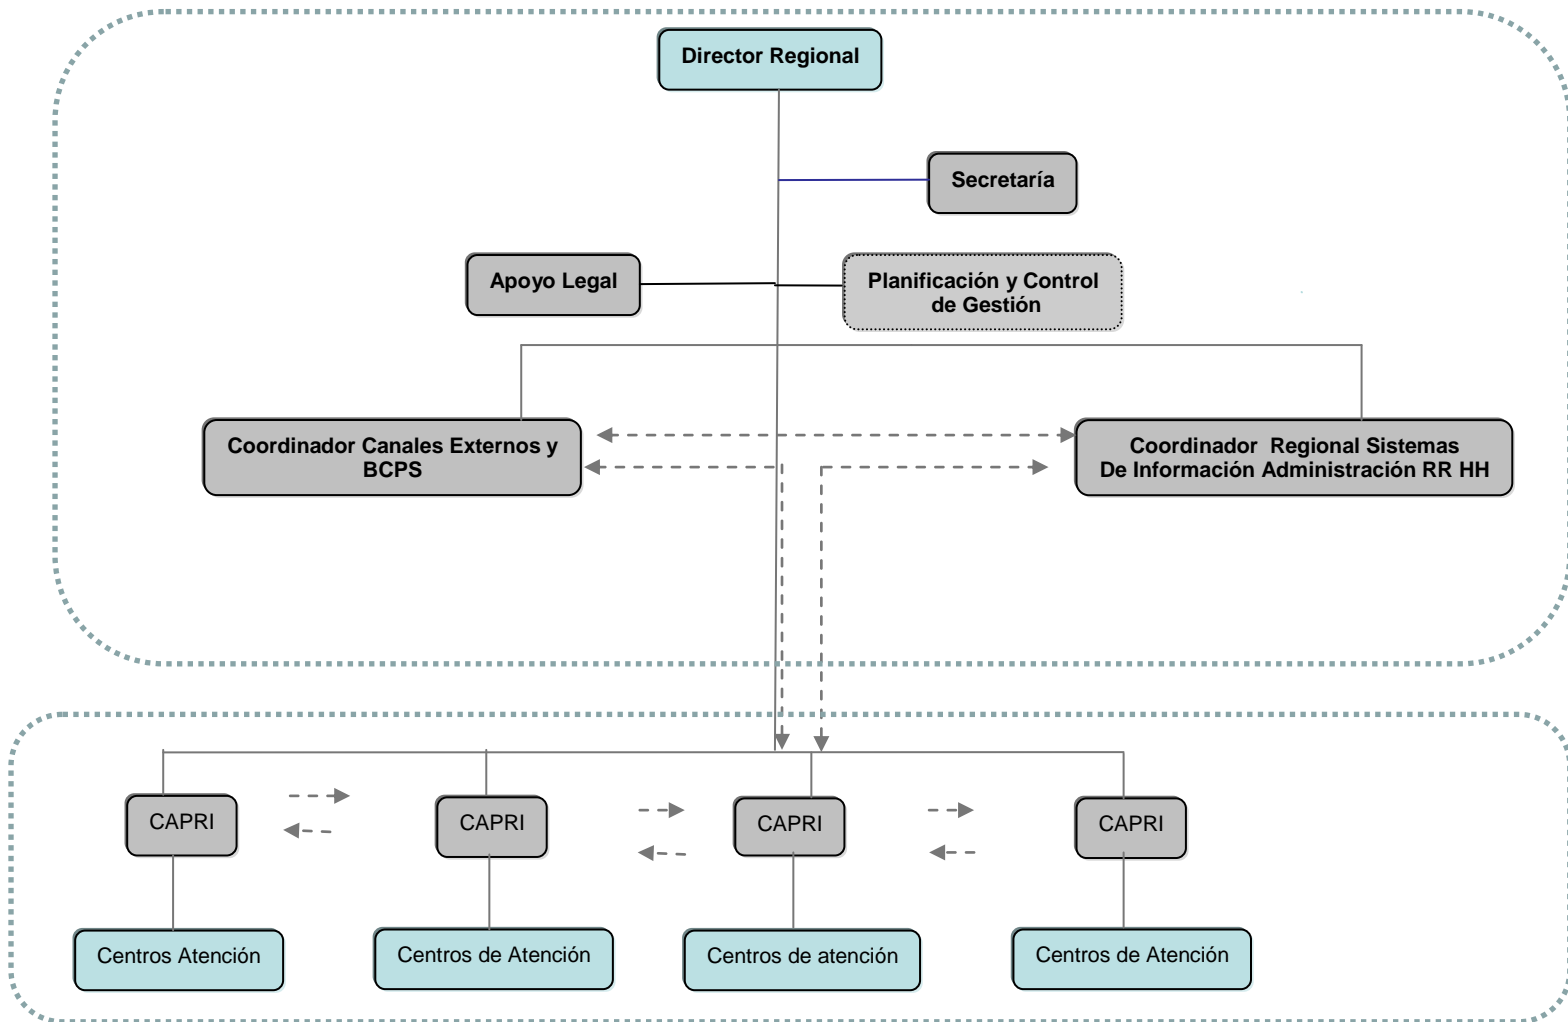 Director Regional
Secretaría
Apoyo Legal
Planificación y Control
de Gestión
Coordinador Canales Externos y
BCPS
Coordinador  Regional Sistemas
De Información Administración RR HH
CAPRI
CAPRI
CAPRI
CAPRI
Centros Atención
Centros de Atención
Centros de atención
Centros de Atención